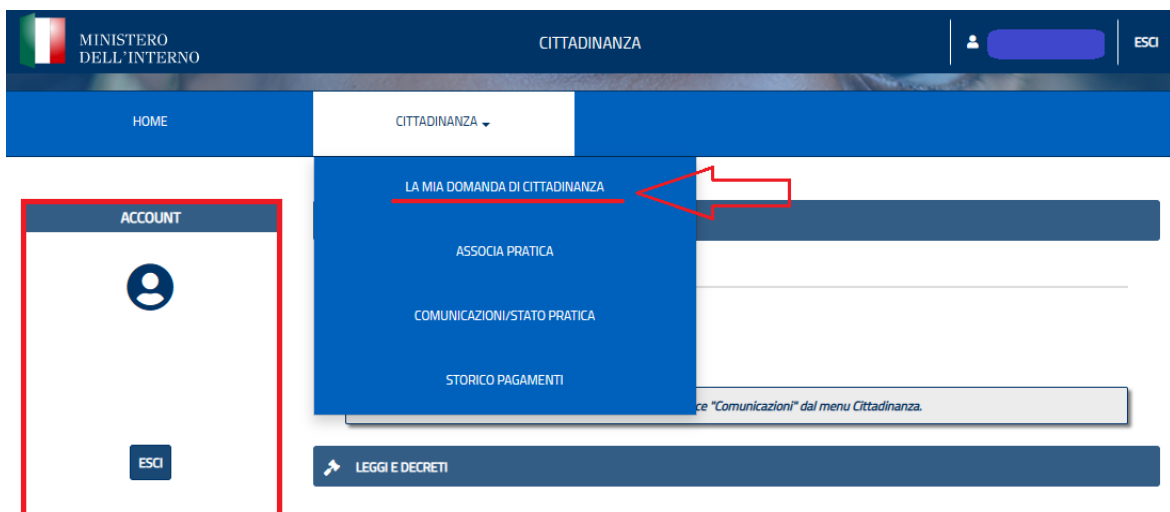 MINISTERO
DELL'INTERNO
CITTADINANZA
ESCI
HOME
CITTADINANZA
LA MIA DOMANDA DI CITTADINANZA
ACCOUNT
ASSOCIA PRATICA
COMUNICAZIONI/STATO PRATICA
STORICO PAGAMENTI
"Comunicazioni" dal menu Cittadinanza.
ESCI
LEGGI E DECRETI